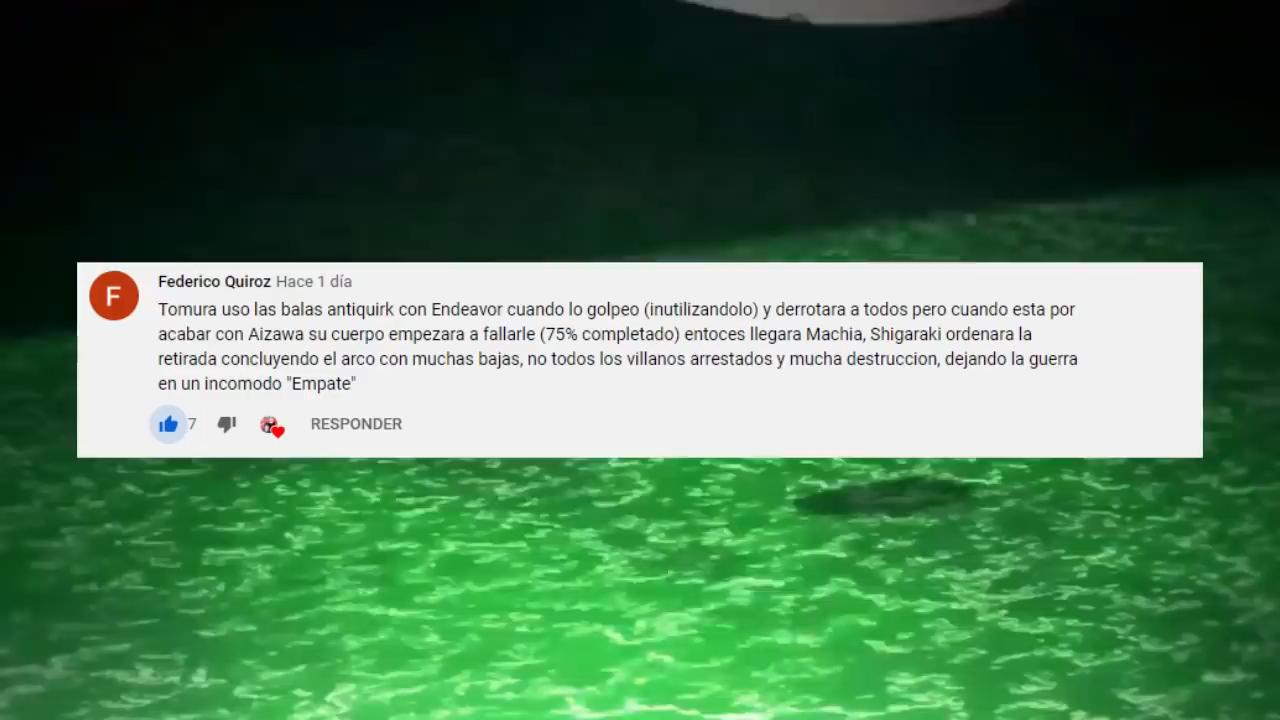 F
Federico Quiroz Hace 1 día
Tomura uso las balas antiquirk con Endeavor cuando lo golpeo (inutilizandolo) y derrotara a todos pero cuando esta por
acabar con Aizawa su cuerpo empezara a fallarle (75% completado) entoces llegara Machia, Shigaraki ordenara la
retirada concluyendo el arco con muchas bajas, no todos los villanos arrestados y mucha destruccion, dejando la guerra
en un incomodo "Empate"
7 RESPONDER